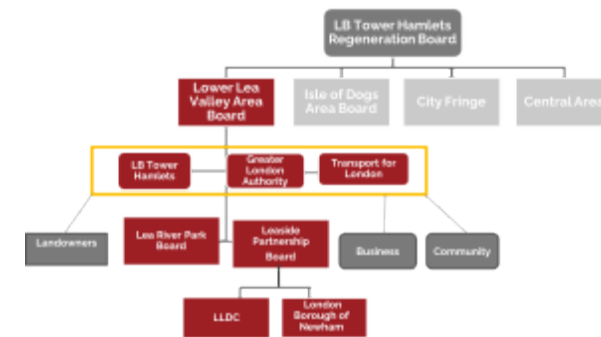 LB Tower Hamlets
Regeneration Board
Lower Lea
Valley Area
Board
Isle of Dogs
Area Board
City Fringe
Central Area
LB Tower
Hamlets
Greater
London
Authority
Transport for
London
Landowners
Lea River Park
Board
Leaside
Partnership
Board
Business
Community
LLDC
London
Borough of
Newham